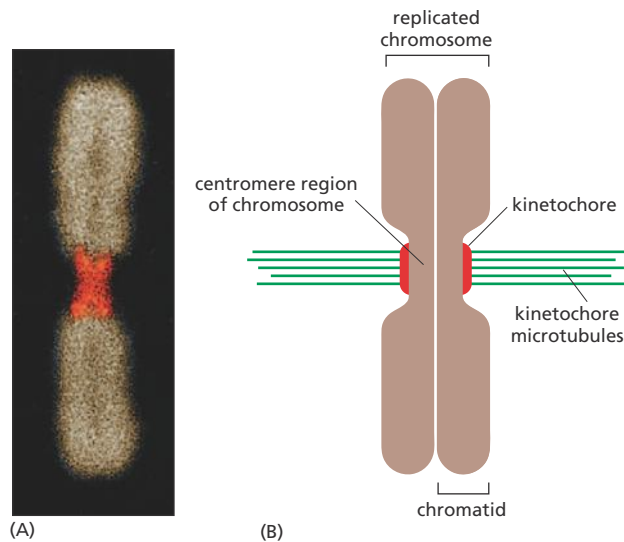 replicated
chromosome
centromere region
of chromosome
kinetochore
kinetochore
microtubules
chromatid
(A)
(B)